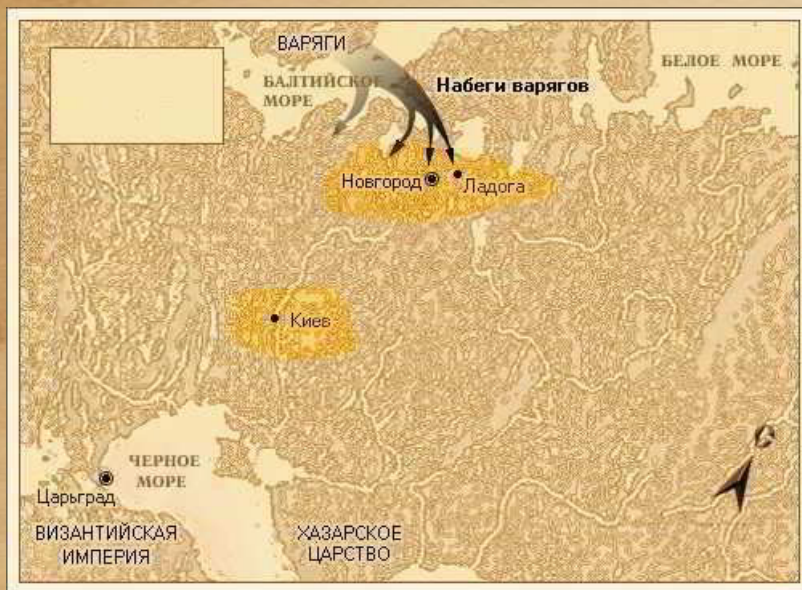 ВАРЯГИ
БЕЛОЕ МОРЕ
БАЛТИЙСКОЕ
МОРЕ
Набеги варягов
Новгород
Ладога
Киев
ЧЕРНОЕ
МОРЕ
Царьград
ВИЗАНТИЙСКАЯ
ИМПЕРИЯ
ХАЗАРСКОЕ
ЦАРСТВО
С